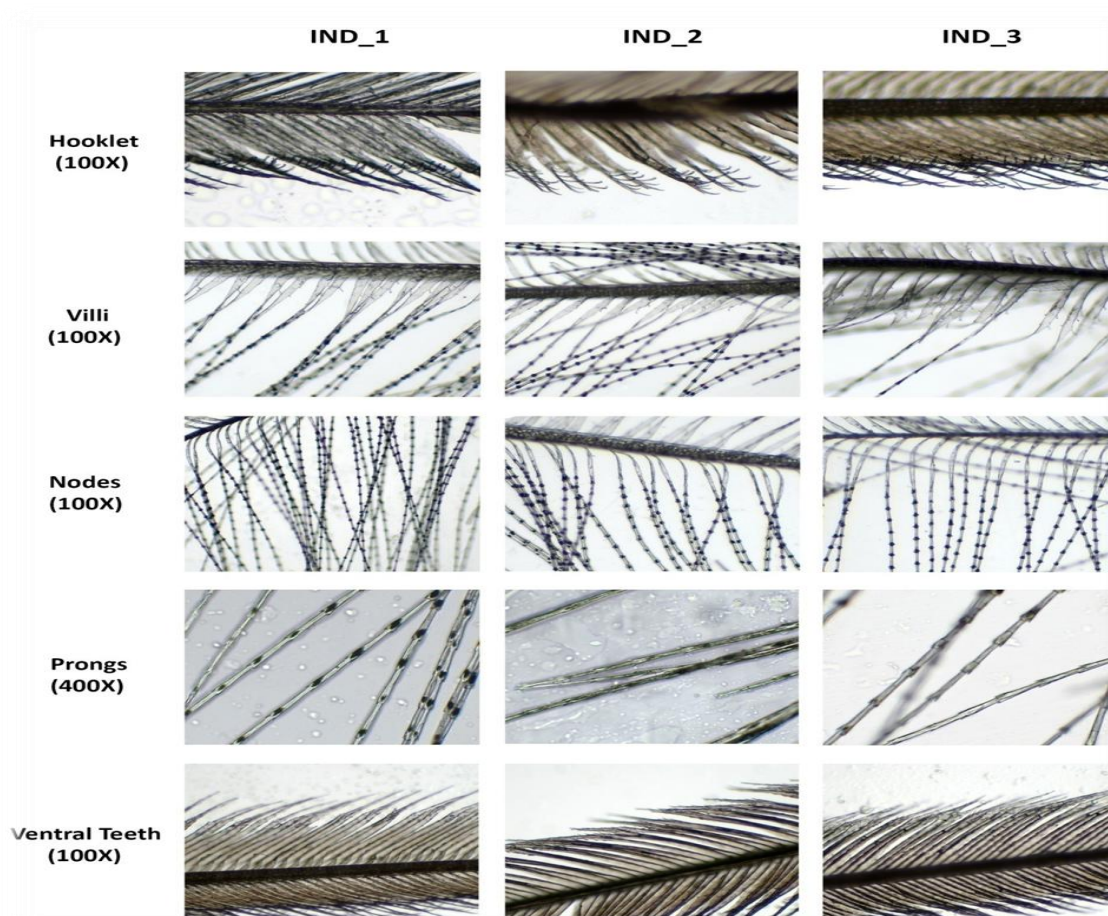 IND_1 IND_2 IND_3
Hooklet
(100X)
Villi
(100X)
Nodes
(100X)
Prongs
(400X)
Ventral Teeth
(100X)